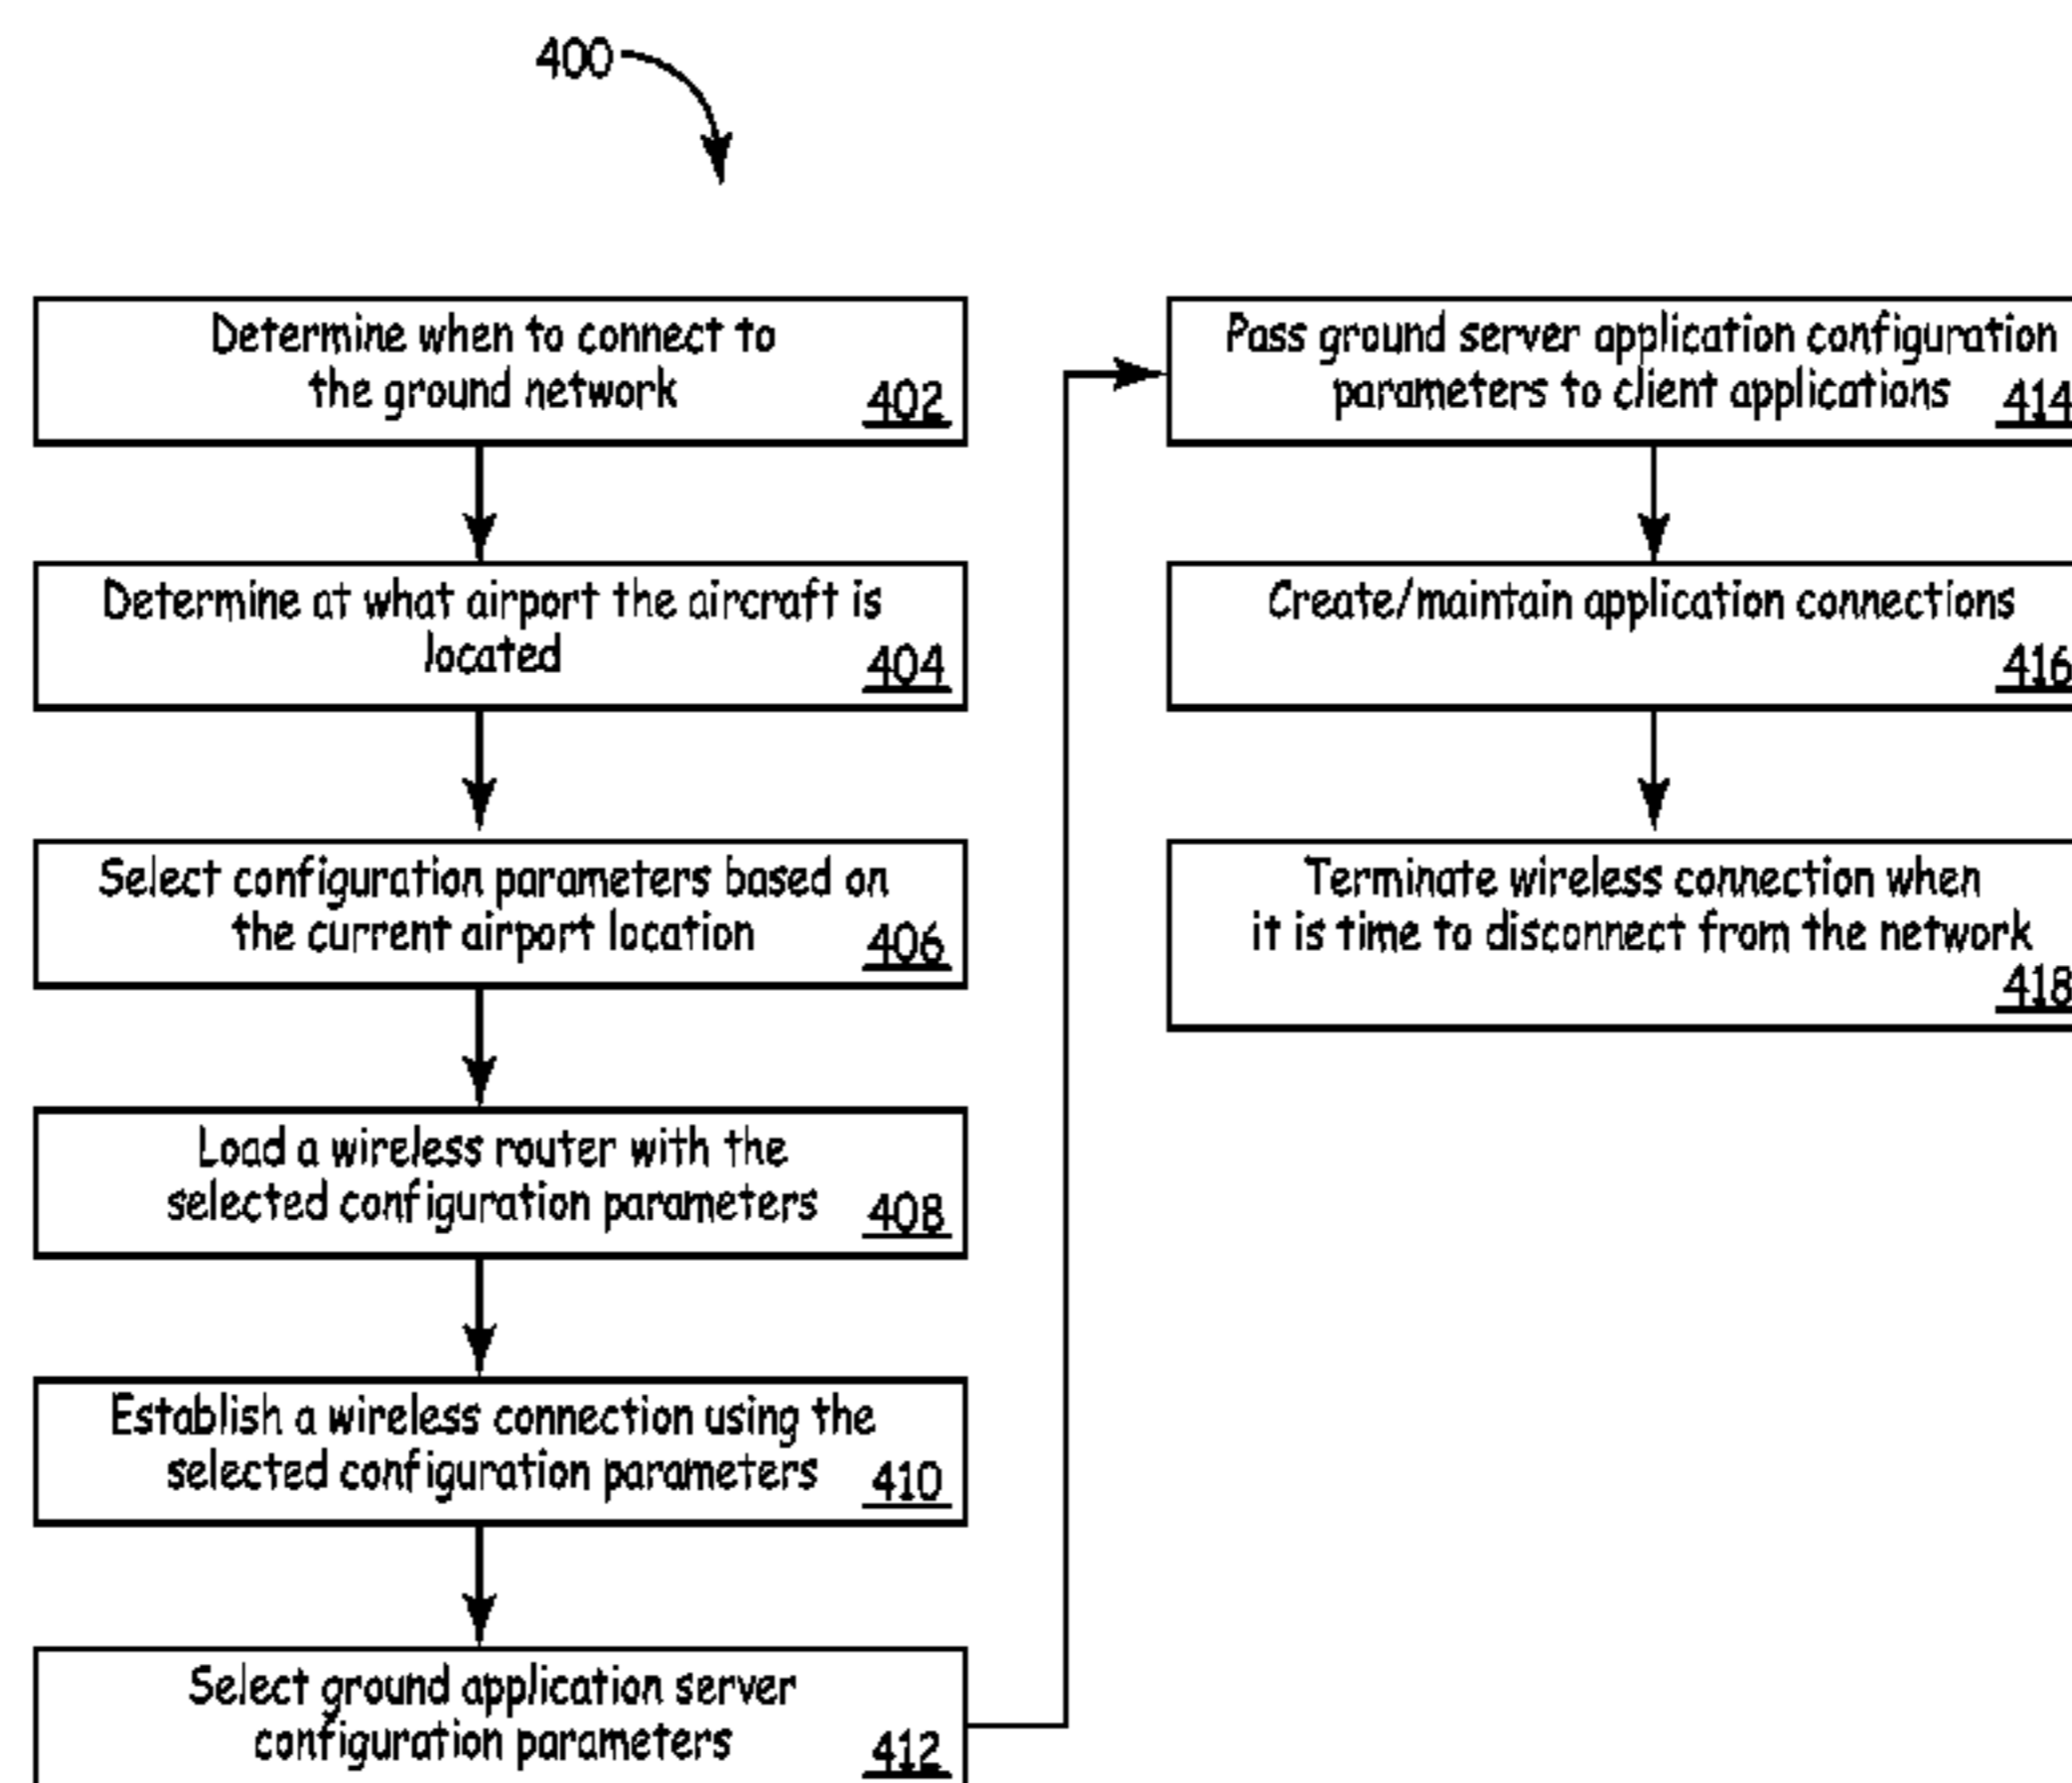 400
Determine when to connect to
the ground network
402
Determine at what airport the aircraft is
located
404
Select configuration parameters based on
the current airport location
406
Load a wireless router with the
selected configuration parameters
408
Establish a wireless connection using the
selected configuration parameters
410
Select ground application server
configuration parameters
412
Pass ground server application configuration
parameters to client applications
414
Create/maintain application connections
416
Terminate wireless connection when
it is time to disconnect from the network
418